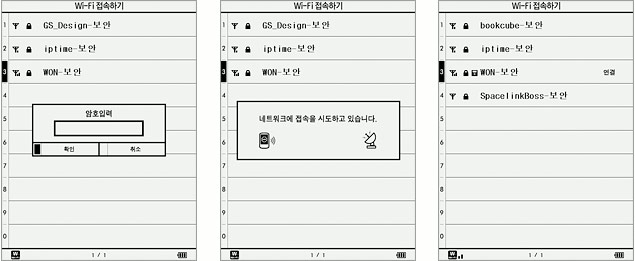 Wi-Fi 접속하기
1 GS_Design-보안
2 iptime-보안
3 WON-보안
4
암호입력
5
6 확인 취소
7
8
9
0
W 1 / 1
Wi-Fi 접속하기
1 GS_Design-보안
2 iptime-보안
3 WON-보안
4
5 네트워크에 접속을 시도하고 있습니다.
6
7
8
9
0
W 1 / 1
Wi-Fi 접속하기
1 bookcube-보안
2 iptime-보안
3 WON-보안 연결
4 SpacelinkBoss-보안
5
6
7
8
9
0
W 1 / 1